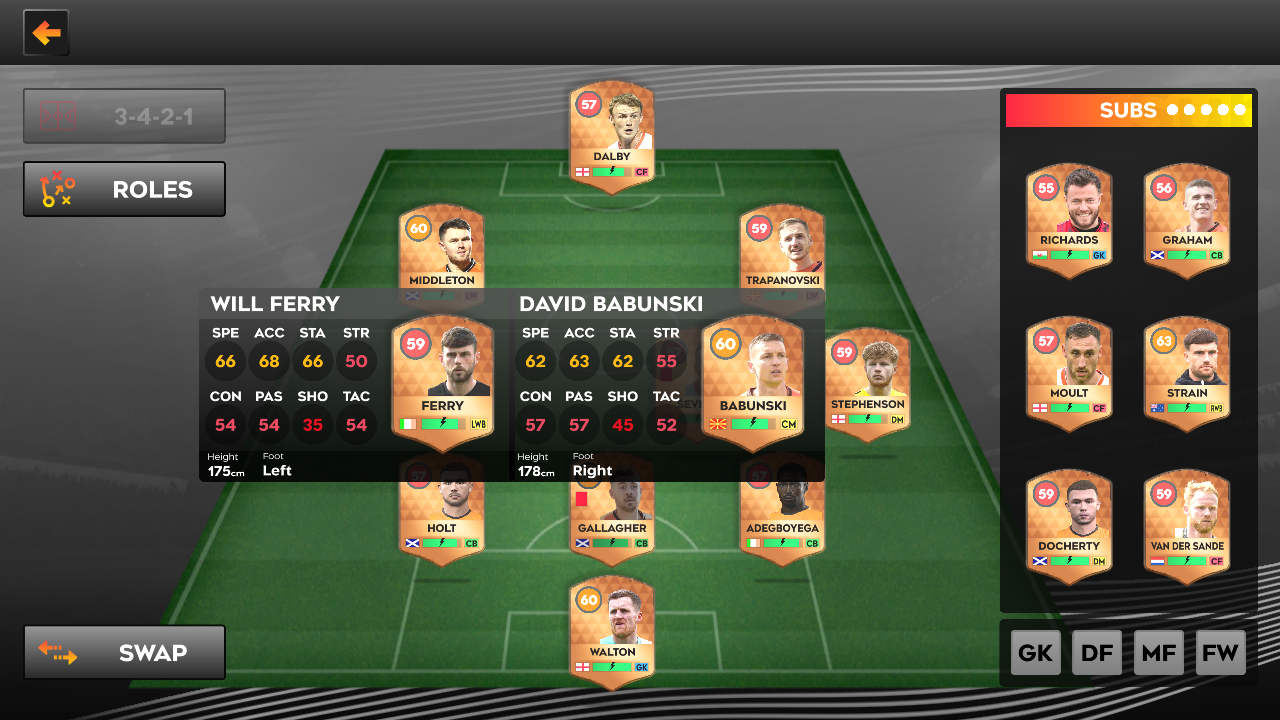 3-4-2-1
ROLES
SWAP
57
DALBY
CF
60
MIDDLETON
LW
59
TRAPANOVSKI
LW
WILL FERRY
SPE ACC STA STR
66 68 66 50
CON PAS SHO TAC
54 54 35 54
Height Foot
175cm Left
59
FERRY
LWB
DAVID BABUNSKI
SPE ACC STA STR
62 63 62 55
CON PAS SHO TAC
57 57 45 52
Height Foot
178cm Right
60
BABUNSKI
CM
59
STEPHENSON
DM
57
HOLT
CB
GALLAGHER
CB
57
ADEGBOYEGA
CB
60
WALTON
GK
SUBS
55
RICHARDS
GK
56
GRAHAM
CB
57
MOULT
CF
63
STRAIN
RWB
59
DOCHERTY
DM
59
VAN DER SANDE
CF
GK DF MF FW